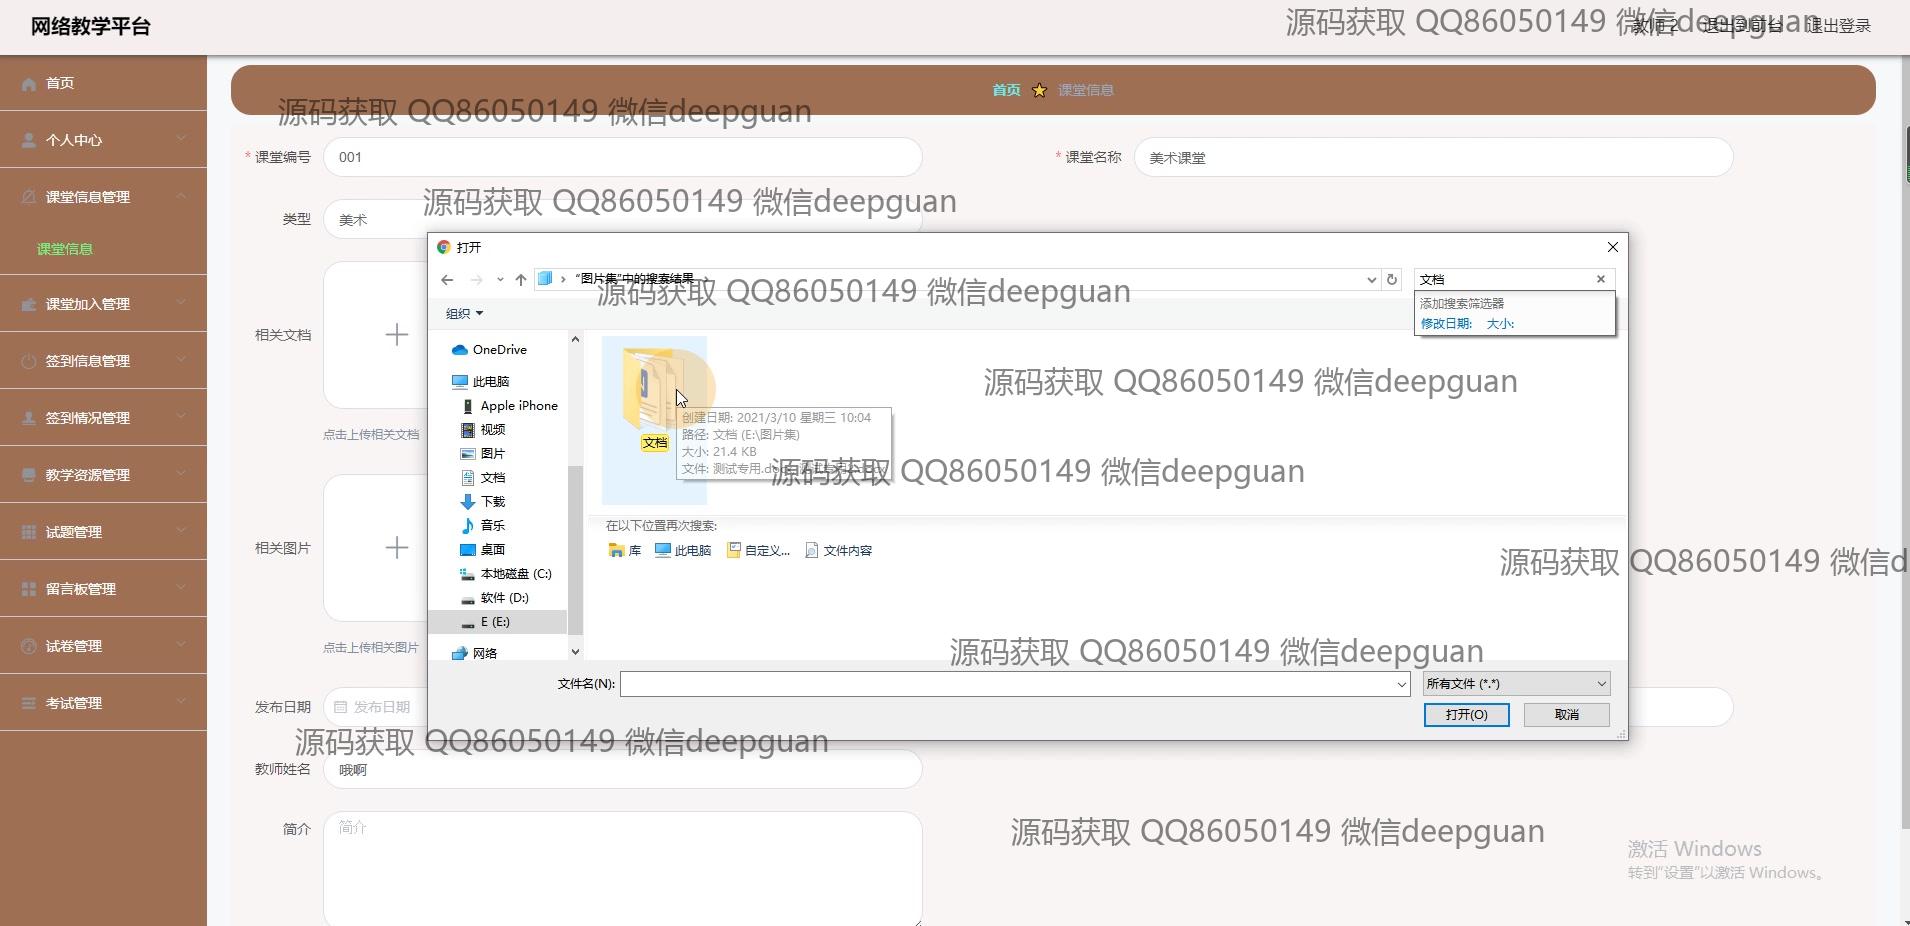 网络教学平台
教师 2
退出到前台
退出登录
源码获取 QQ86050149 微信deepguan
首页
个人中心
课堂信息管理
课堂信息
课堂加入管理
签到信息管理
签到情况管理
教学资源管理
试题管理
留言板管理
试卷管理
考试管理
首页 课堂信息
源码获取 QQ86050149 微信deepguan
* 课堂编号
001
* 课堂名称
美术课堂
源码获取 QQ86050149 微信deepguan
类型
美术
相关文档
点击上传相关文档
相关图片
点击上传相关图片
发布日期
发布日期
教师姓名
哦啊
简介
简介
打开
“图片集”中的搜索结果
文档
源码获取 QQ86050149 微信deepguan
添加搜索筛选器
修改日期: 大小:
组织
OneDrive
此电脑
Apple iPhone
视频
图片
文档
下载
音乐
桌面
本地磁盘 (C:)
软件 (D:)
E (E:)
网络
源码获取 QQ86050149 微信deepguan
文档
创建日期: 2021/3/10 星期三 10:04
路径: 文档 (E:\图片集)
大小: 21.4 KB
文件: 测试专用.doc, 测试专用2.docx
源码获取 QQ86050149 微信deepguan
在以下位置再次搜索:
库 此电脑 自定义... 文件内容
源码获取 QQ86050149 微信d
源码获取 QQ86050149 微信deepguan
文件名(N):
所有文件 (*.*)
打开(O)
取消
源码获取 QQ86050149 微信deepguan
源码获取 QQ86050149 微信deepguan
激活 Windows
转到“设置”以激活 Windows。